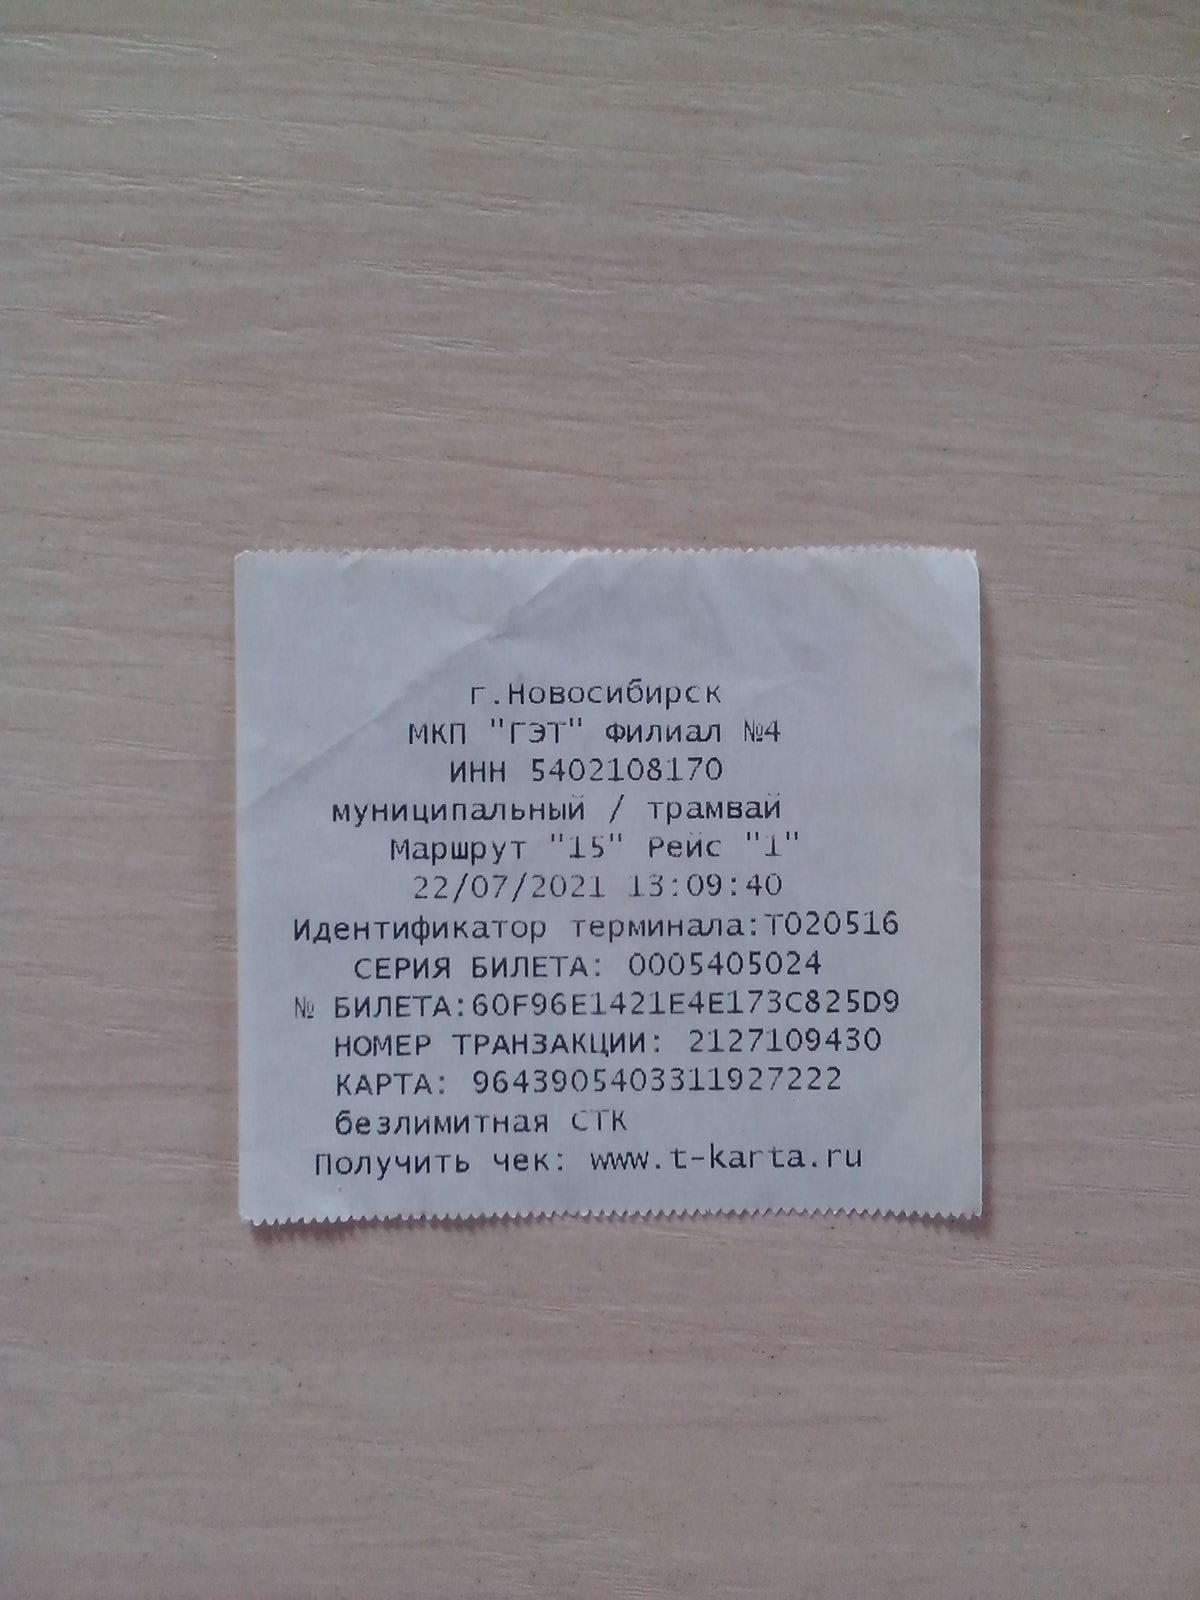 г.Новосибирск
МКП "ГЭТ" Филиал №4
ИНН 5402108170
муниципальный / трамвай
Маршрут "15" Рейс "1"
22/07/2021 13:09:40
Идентификатор терминала:T020516
СЕРИЯ БИЛЕТА: 0005405024
№ БИЛЕТА:60F96E1421E4E173C825D9
НОМЕР ТРАНЗАКЦИИ: 2127109430
КАРТА: 9643905403311927222
безлимитная СТК
Получить чек: www.t-karta.ru